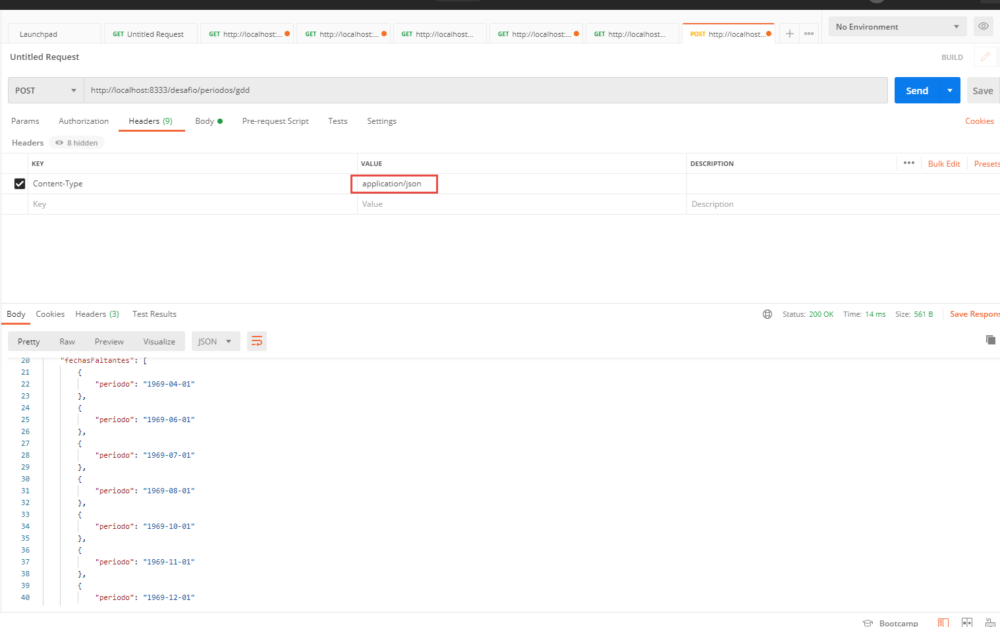 Launchpad
GET Untitled Request
GET http://localhost:...
GET http://localhost:...
GET http://localhost...
GET http://localhost:...
GET http://localhost...
POST http://localhost...
No Environment
Untitled Request
BUILD
POST
http://localhost:8333/desafio/periodos/gdd
Send
Save
Params
Authorization
Headers (9)
Body
Pre-request Script
Tests
Settings
Cookies
Headers
8 hidden
KEY
VALUE
DESCRIPTION
Bulk Edit
Presets
Content-Type
application/json
Key
Value
Description
Body
Cookies
Headers (3)
Test Results
Status: 200 OK
Time: 14 ms
Size: 561 B
Save Respons
Pretty
Raw
Preview
Visualize
JSON
20 "fechasFaltantes": [
21 {
22 "periodo": "1969-04-01"
23 },
24 {
25 "periodo": "1969-06-01"
26 },
27 {
28 "periodo": "1969-07-01"
29 },
30 {
31 "periodo": "1969-08-01"
32 },
33 {
34 "periodo": "1969-10-01"
35 },
36 {
37 "periodo": "1969-11-01"
38 },
39 {
40 "periodo": "1969-12-01"
Bootcamp